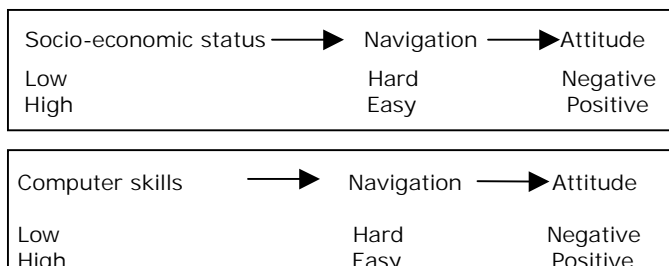 Socio-economic status Navigation Attitude
Low Hard Negative
High Easy Positive
Computer skills Navigation Attitude
Low Hard Negative
High Easy Positive